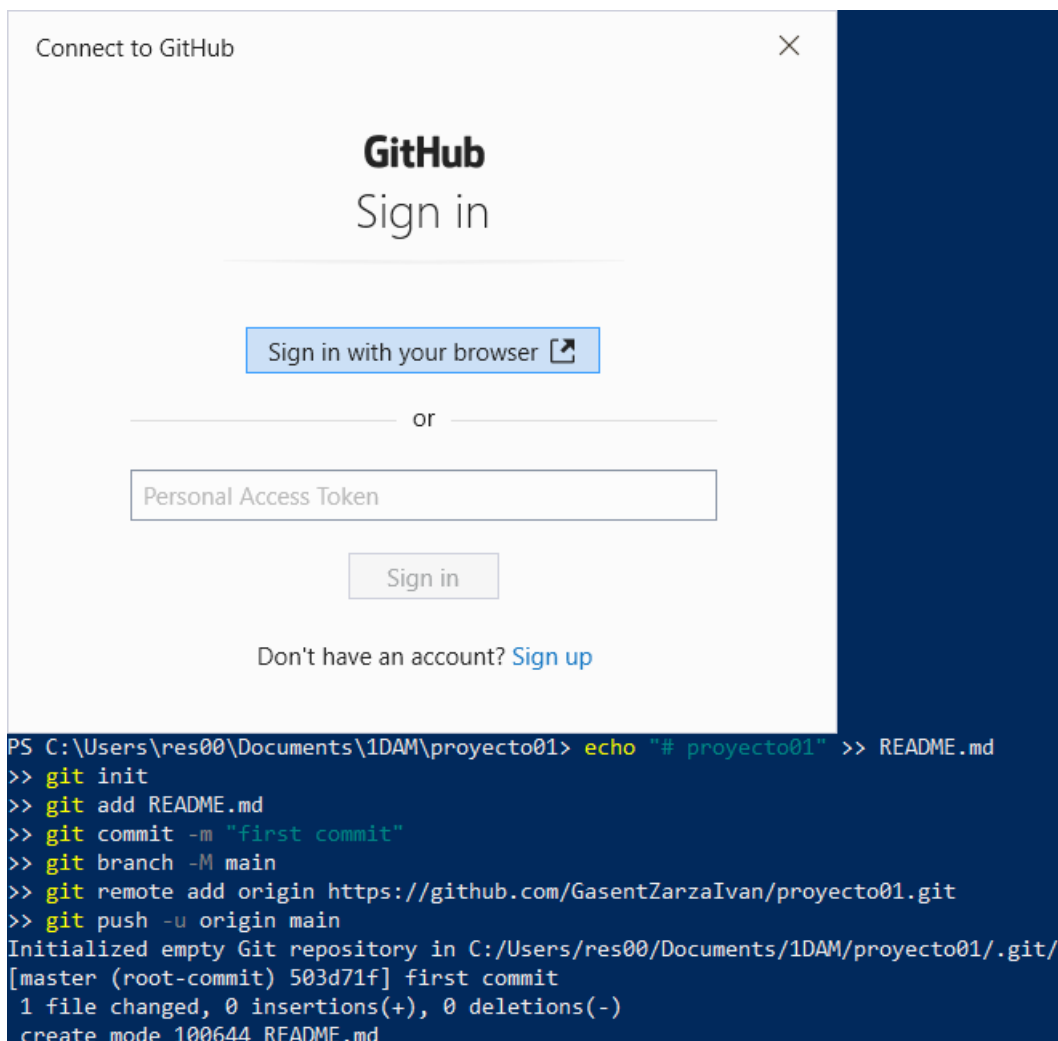 Connect to GitHub
GitHub
Sign in
Sign in with your browser
or
Personal Access Token
Sign in
Don't have an account? Sign up
PS C:\Users\res00\Documents\1DAM\proyecto01> echo "# proyecto01" >> README.md
>> git init
>> git add README.md
>> git commit -m "first commit"
>> git branch -M main
>> git remote add origin https://github.com/GasentZarzaIvan/proyecto01.git
>> git push -u origin main
Initialized empty Git repository in C:/Users/res00/Documents/1DAM/proyecto01/.git/
[master (root-commit) 503d71f] first commit
 1 file changed, 0 insertions(+), 0 deletions(-)
 create mode 100644 README.md